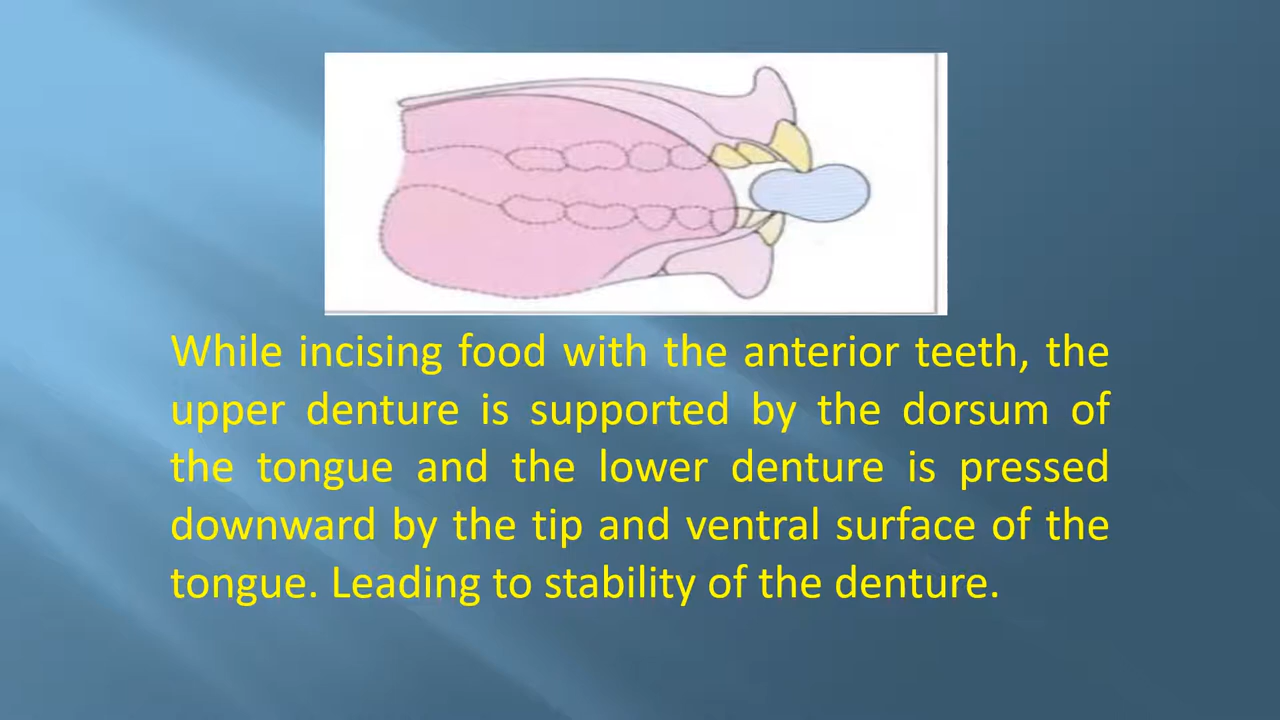 While incising food with the anterior teeth, the
upper denture is supported by the dorsum of
the tongue and the lower denture is pressed
downward by the tip and ventral surface of the
tongue. Leading to stability of the denture.